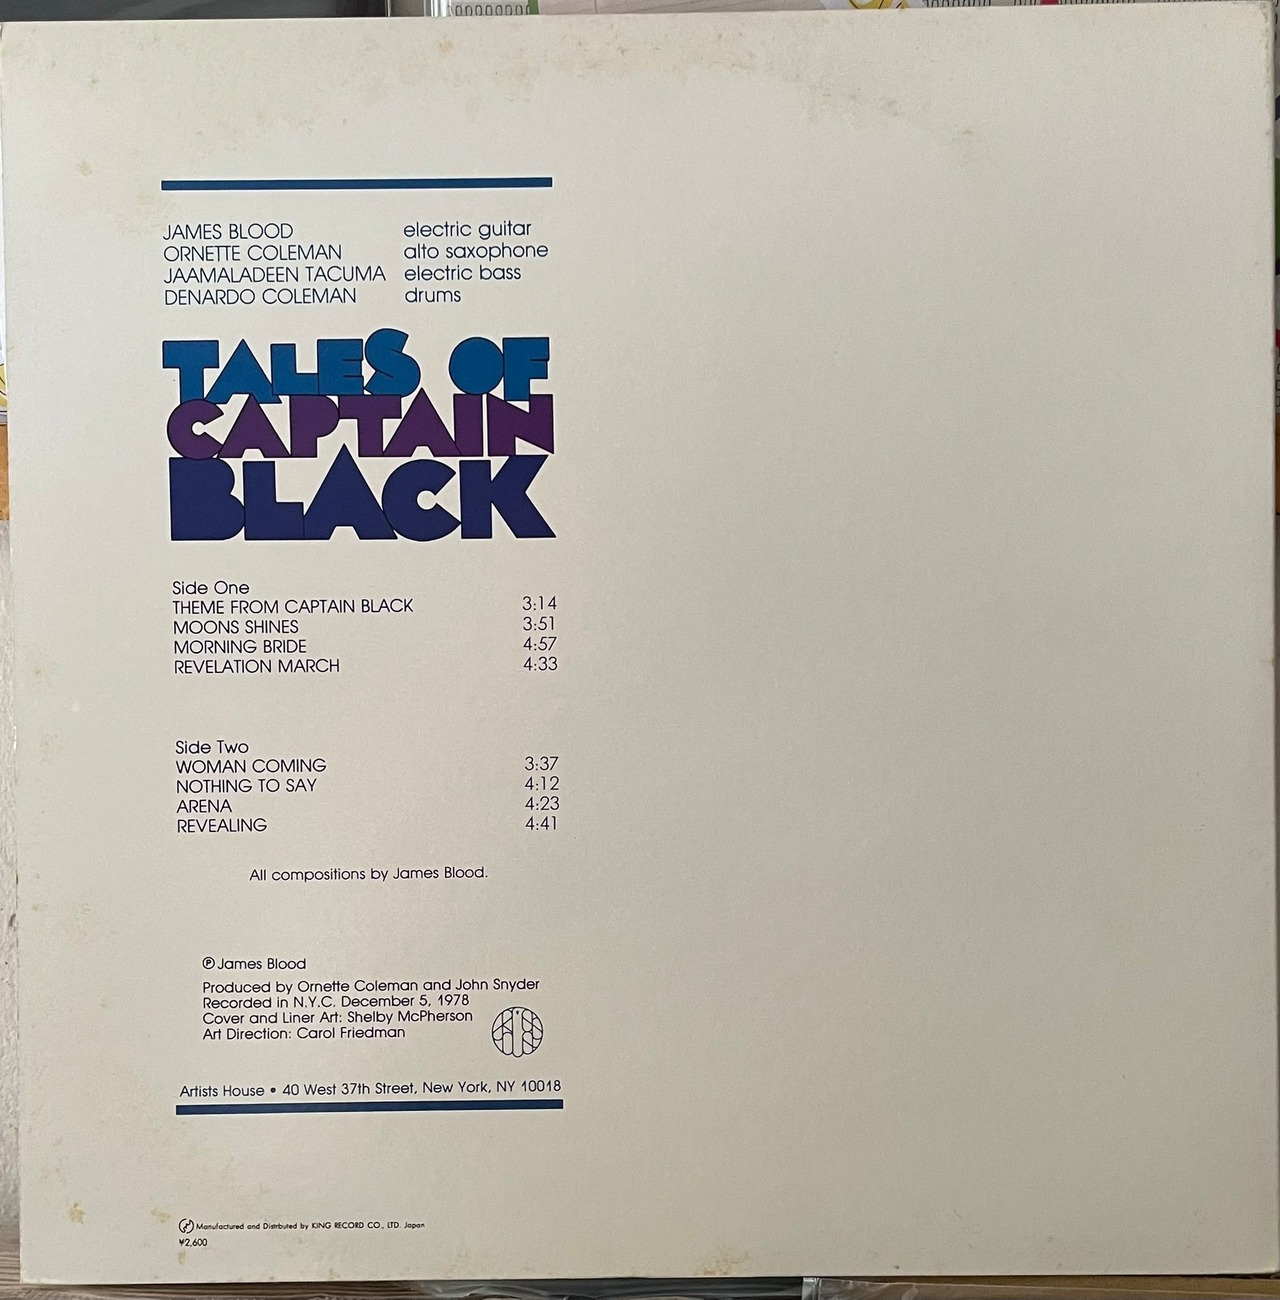 JAMES BLOOD electric guitar
ORNETTE COLEMAN alto saxophone
JAAMALADEEN TACUMA electric bass
DENARDO COLEMAN drums
TALES OF
CAPTAIN
BLACK
Side One
THEME FROM CAPTAIN BLACK 3:14
MOONS SHINES 3:51
MORNING BRIDE 4:57
REVELATION MARCH 4:33
Side Two
WOMAN COMING 3:37
NOTHING TO SAY 4:12
ARENA 4:23
REVEALING 4:41
All compositions by James Blood.
℗ James Blood
Produced by Ornette Coleman and John Snyder
Recorded in N.Y.C. December 5, 1978
Cover and Liner Art: Shelby McPherson
Art Direction: Carol Friedman
Artists House • 40 West 37th Street, New York, NY 10018
Manufactured and Distributed by KING RECORD CO., LTD. Japan
¥2,600